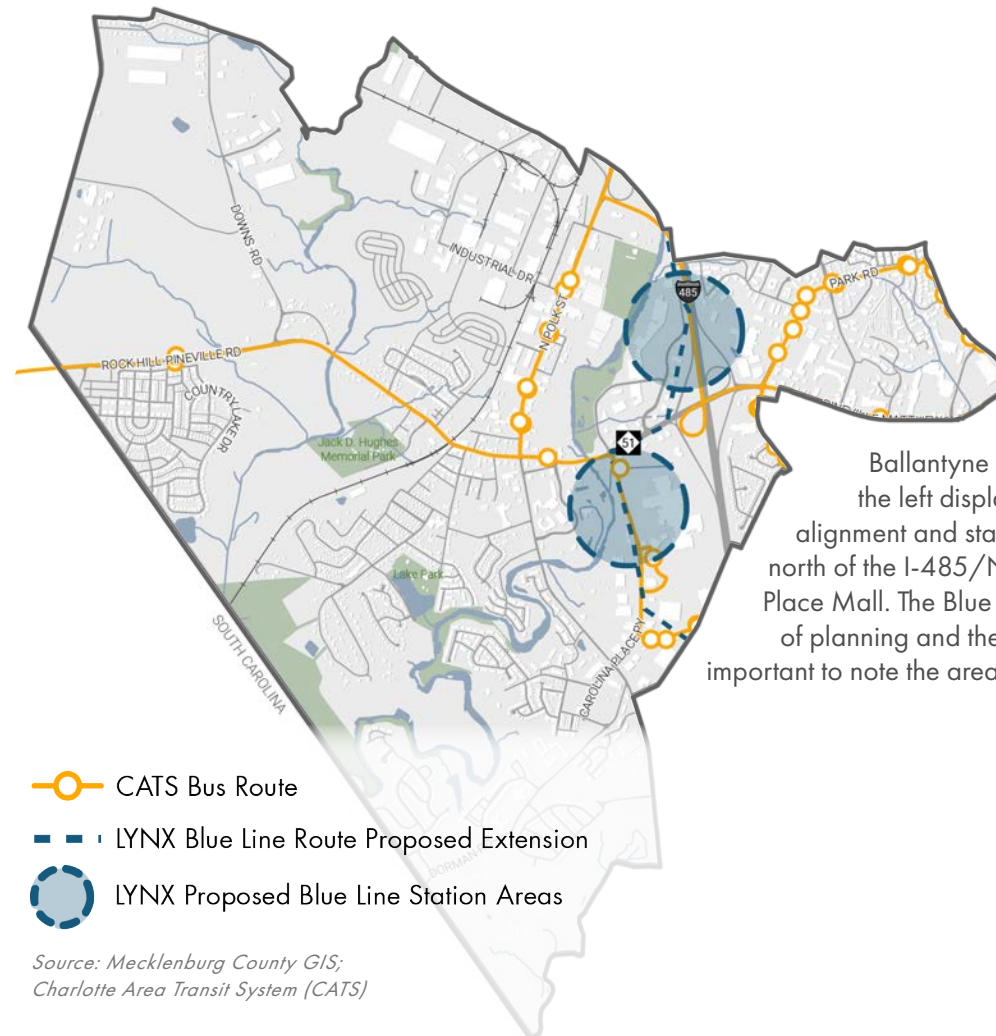 DOWNS RD
INDUSTRIAL DR
N POLK ST
485
PARK RD
ROCK HILL-PINEVILLE RD
COUNTRY LAKE DR
Jack D. Hughes
Memorial Park
51
Lake Park
SOUTH CAROLINA
CAROLINA PLACE PY
Ballantyne
the left displa
alignment and sta
north of the I-485/N
Place Mall. The Blue
of planning and the
important to note the area
CATS Bus Route
LYNX Blue Line Route Proposed Extension
LYNX Proposed Blue Line Station Areas
Source: Mecklenburg County GIS;
Charlotte Area Transit System (CATS)